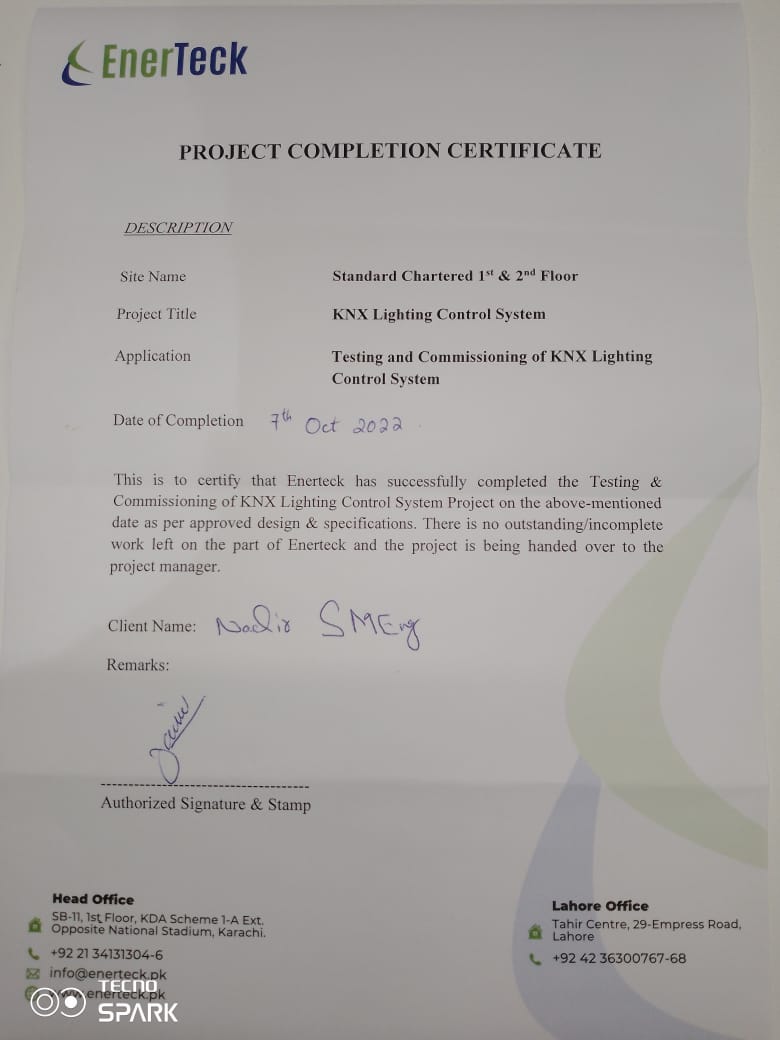 EnerTeck
PROJECT COMPLETION CERTIFICATE
DESCRIPTION
Site Name Standard Chartered 1st & 2nd Floor
Project Title KNX Lighting Control System
Application Testing and Commissioning of KNX Lighting
Control System
Date of Completion 7th Oct 2022
This is to certify that Enerteck has successfully completed the Testing &
Commissioning of KNX Lighting Control System Project on the above-mentioned
date as per approved design & specifications. There is no outstanding/incomplete
work left on the part of Enerteck and the project is being handed over to the
project manager.
Client Name: Nadir SMEng
Remarks:
Authorized Signature & Stamp
Head Office
SB-11, 1st Floor, KDA Scheme 1-A Ext.
Opposite National Stadium, Karachi.
+92 21 34131304-6
info@enerteck.pk
www.enerteck.pk
Lahore Office
Tahir Centre, 29-Empress Road,
Lahore
+92 42 36300767-68
TECNO
SPARK